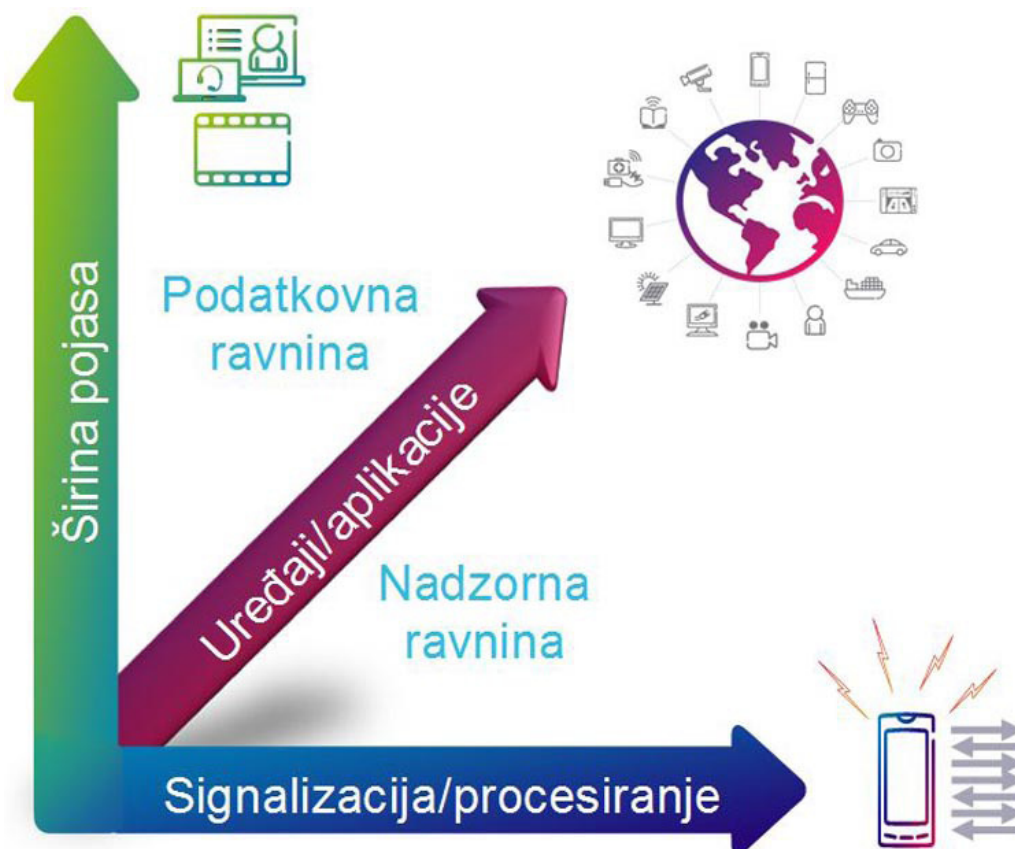 Širina pojasa
Podatkovna
ravnina
Uređaji/aplikacije
Nadzorna
ravnina
Signalizacija/procesiranje